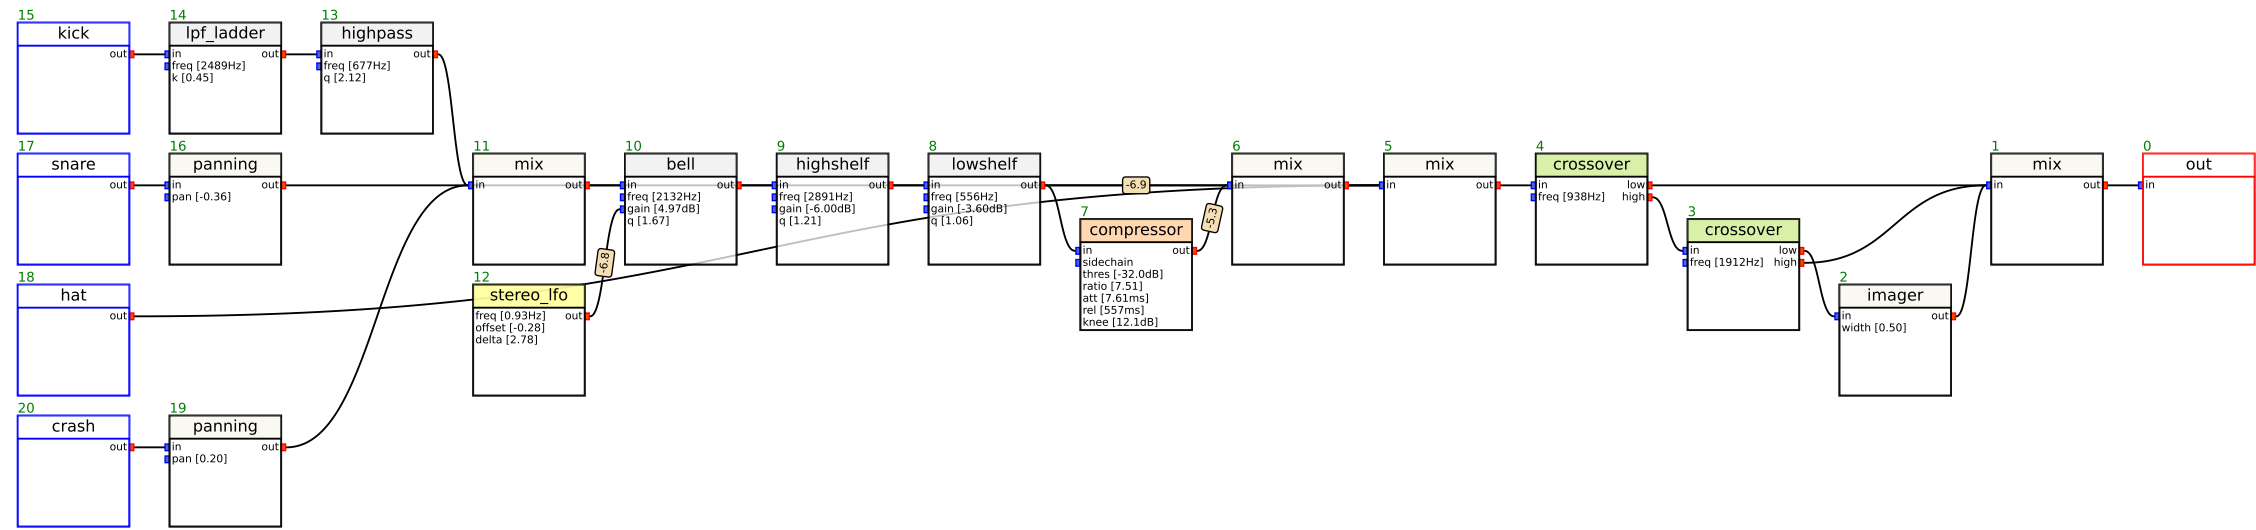 15
kick
out
14
lpf_ladder
in out
freq [2489Hz]
k [0.45]
13
highpass
in out
freq [677Hz]
q [2.12]
17
snare
out
16
panning
in out
pan [-0.36]
11
mix
in out
10
bell
in out
freq [2132Hz]
gain [4.97dB]
q [1.67]
9
highshelf
in out
freq [2891Hz]
gain [-6.00dB]
q [1.21]
8
lowshelf
in out
freq [556Hz]
gain [-3.60dB]
q [1.06]
-6.9
6
mix
in out
5
mix
in out
4
crossover
in low
freq [938Hz] high
1
mix
in out
0
out
in
7
compressor
in out
sidechain
thres [-32.0dB]
ratio [7.51]
att [7.61ms]
rel [557ms]
knee [12.1dB]
-5.3
3
crossover
in low
freq [1912Hz] high
18
hat
out
12
stereo_lfo
freq [0.93Hz] out
offset [-0.28]
delta [2.78]
-6.8
2
imager
in out
width [0.50]
20
crash
out
19
panning
in out
pan [0.20]